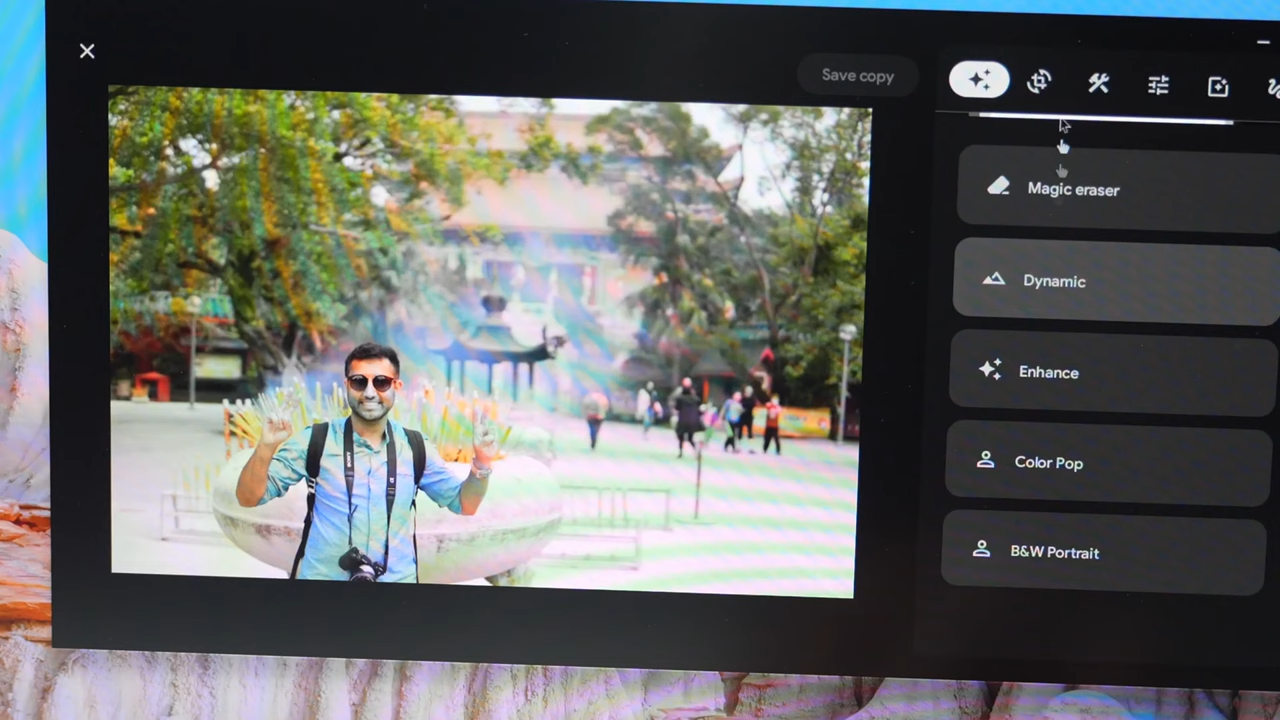 Save copy
Magic eraser
Dynamic
Enhance
Color Pop
B&W Portrait